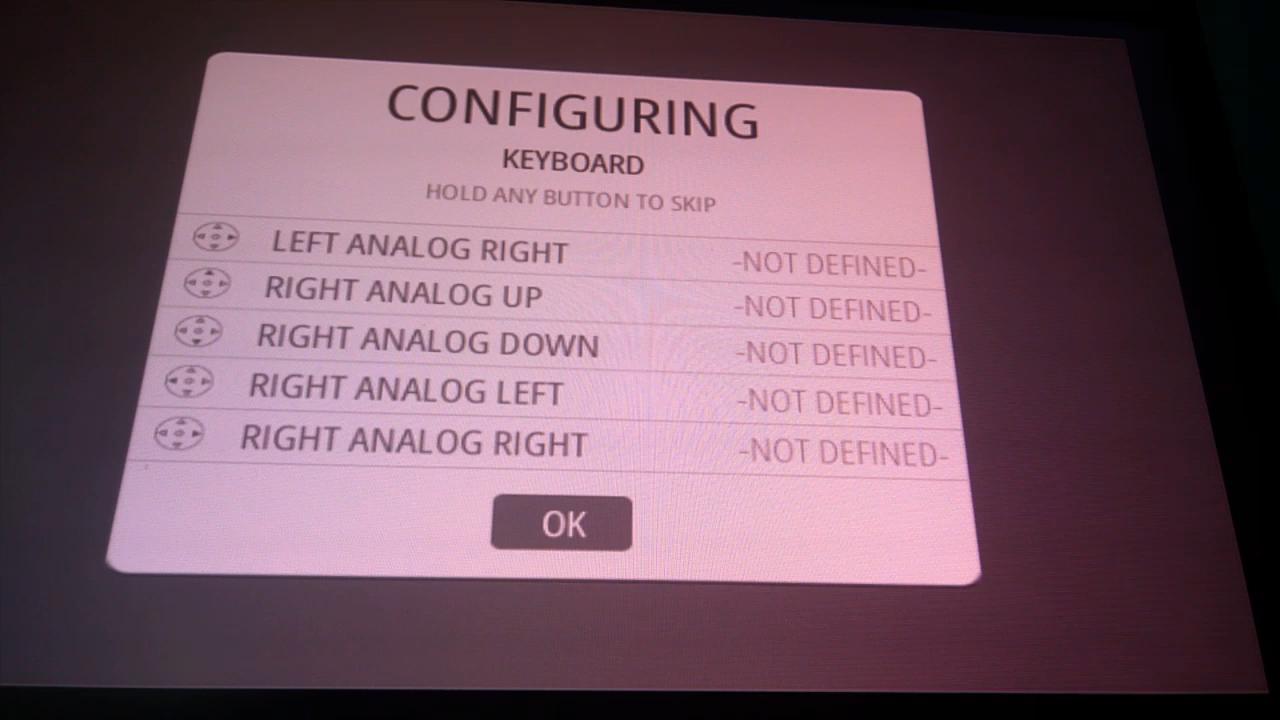 CONFIGURING
KEYBOARD
HOLD ANY BUTTON TO SKIP
LEFT ANALOG RIGHT -NOT DEFINED-
RIGHT ANALOG UP -NOT DEFINED-
RIGHT ANALOG DOWN -NOT DEFINED-
RIGHT ANALOG LEFT -NOT DEFINED-
RIGHT ANALOG RIGHT -NOT DEFINED-
OK